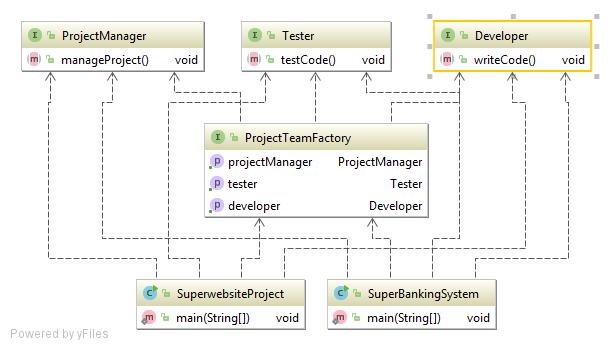 ProjectManager
manageProject() void
Tester
testCode() void
Developer
writeCode() void
ProjectTeamFactory
projectManager ProjectManager
tester Tester
developer Developer
SuperwebsiteProject
main(String[]) void
SuperBankingSystem
main(String[]) void
Powered by yFiles